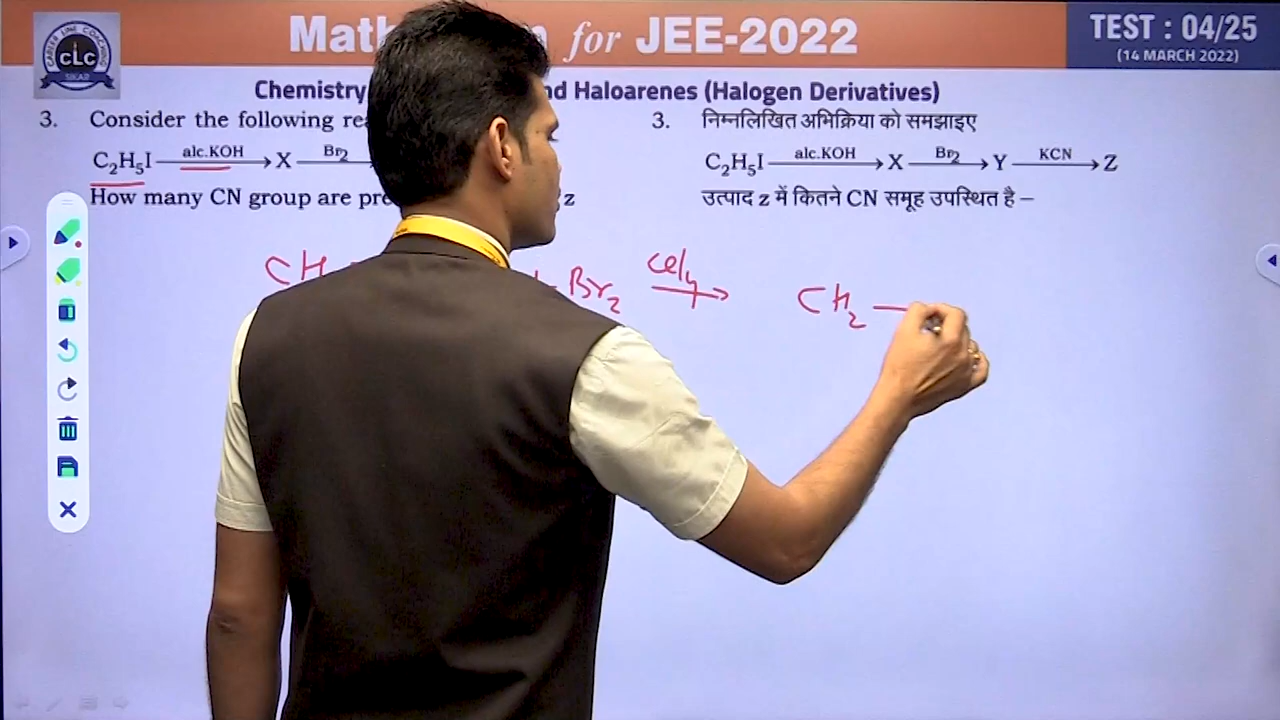 CAREER LINE COACHING
CLC
SIKAR
Math for JEE-2022
TEST : 04/25
(14 MARCH 2022)
Chemistry nd Haloarenes (Halogen Derivatives)
3. Consider the following re
C₂H₅I —alc.KOH→ X —Br₂
How many CN group are pre z
3. निम्नलिखित अभिक्रिया को समझाइए
C₂H₅I —alc.KOH→ X —Br₂→ Y —KCN→ Z
उत्पाद z में कितने CN समूह उपस्थित है –
CH + Br₂ —CCl₄→ CH₂ —